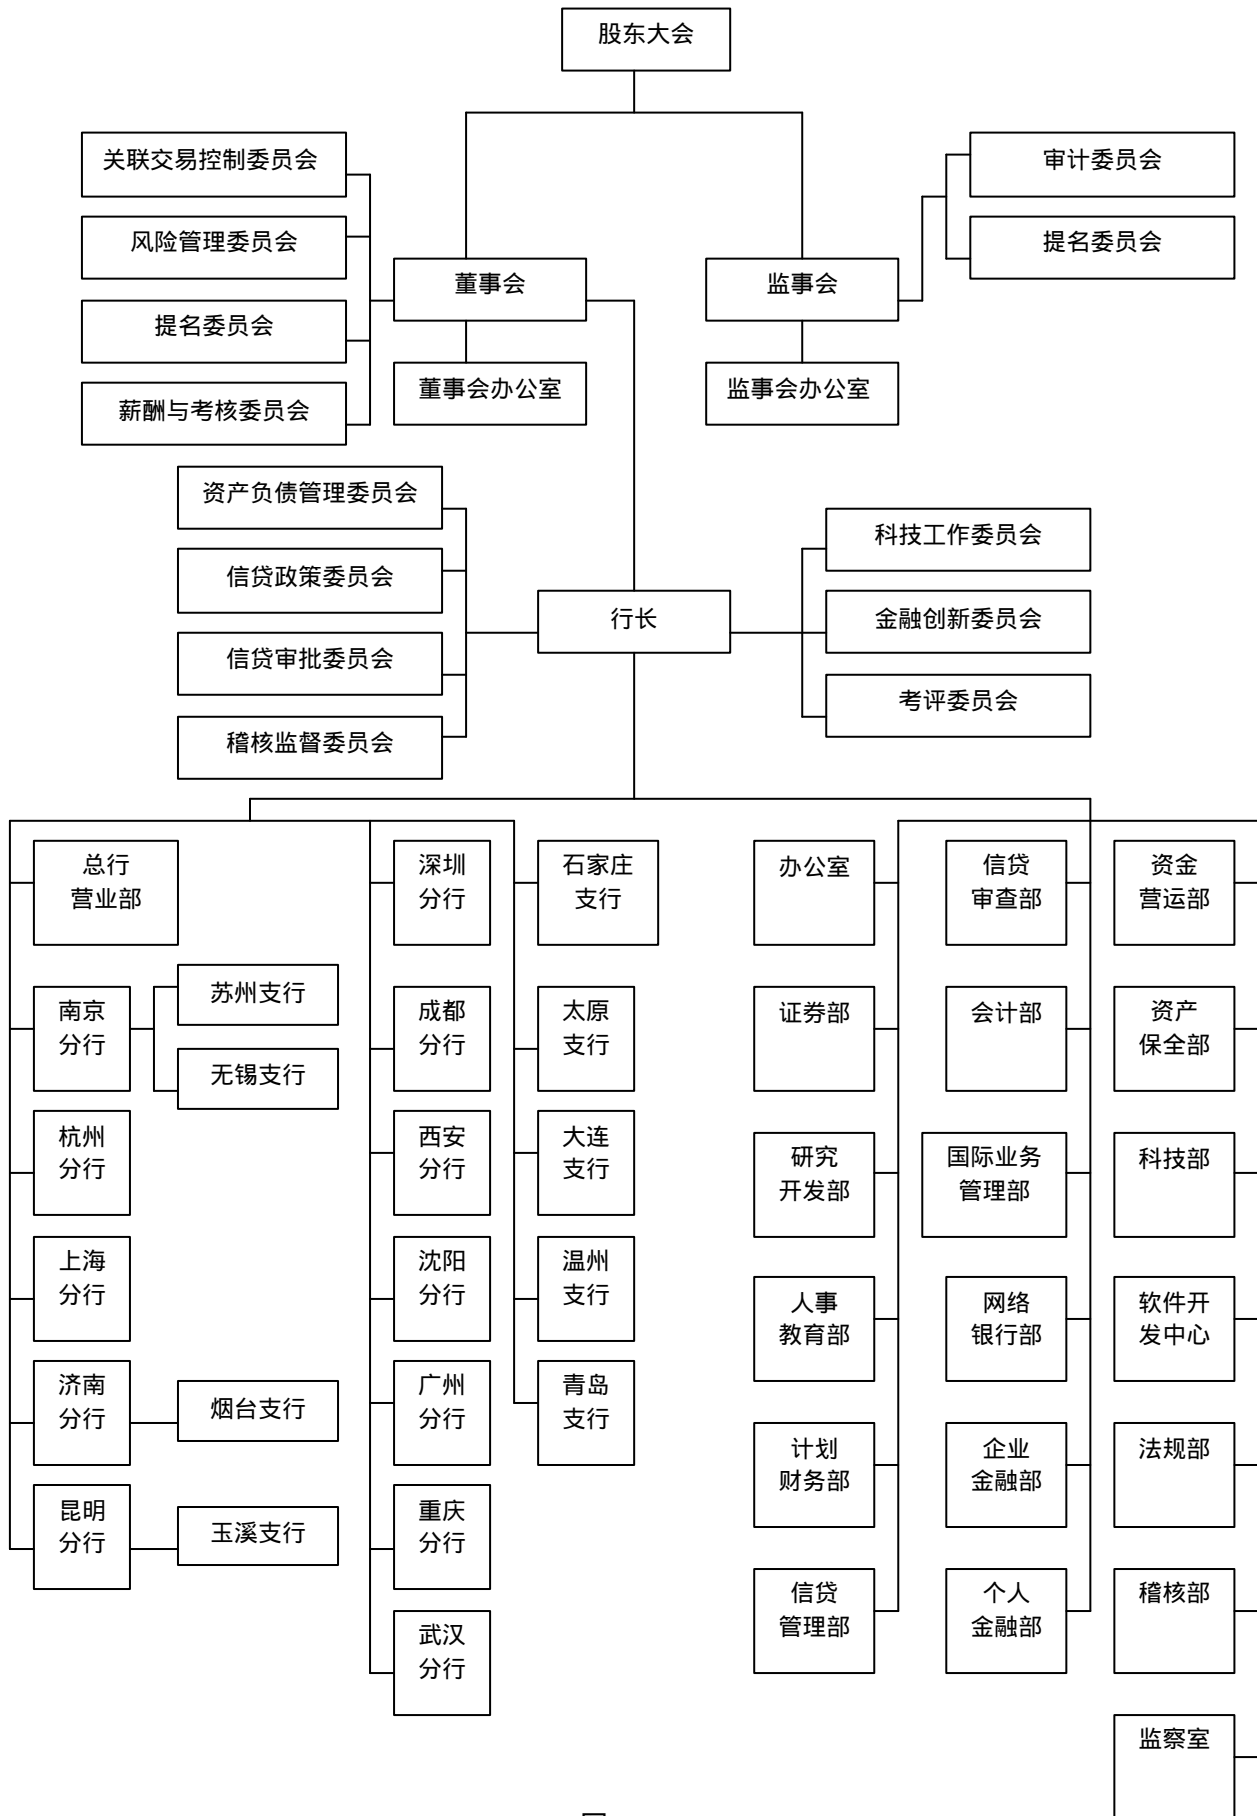 股东大会
关联交易控制委员会
审计委员会
风险管理委员会
提名委员会
董事会
监事会
提名委员会
董事会办公室
监事会办公室
薪酬与考核委员会
资产负债管理委员会
科技工作委员会
信贷政策委员会
行长
金融创新委员会
信贷审批委员会
考评委员会
稽核监督委员会
总行
营业部
深圳
分行
石家庄
支行
办公室
信贷
审查部
资金
营运部
南京
分行
苏州支行
无锡支行
成都
分行
太原
支行
证券部
会计部
资产
保全部
杭州
分行
西安
分行
大连
支行
研究
开发部
国际业务
管理部
科技部
上海
分行
沈阳
分行
温州
支行
人事
教育部
网络
银行部
软件开
发中心
济南
分行
烟台支行
广州
分行
青岛
支行
计划
财务部
企业
金融部
法规部
昆明
分行
玉溪支行
重庆
分行
信贷
管理部
个人
金融部
稽核部
武汉
分行
监察室